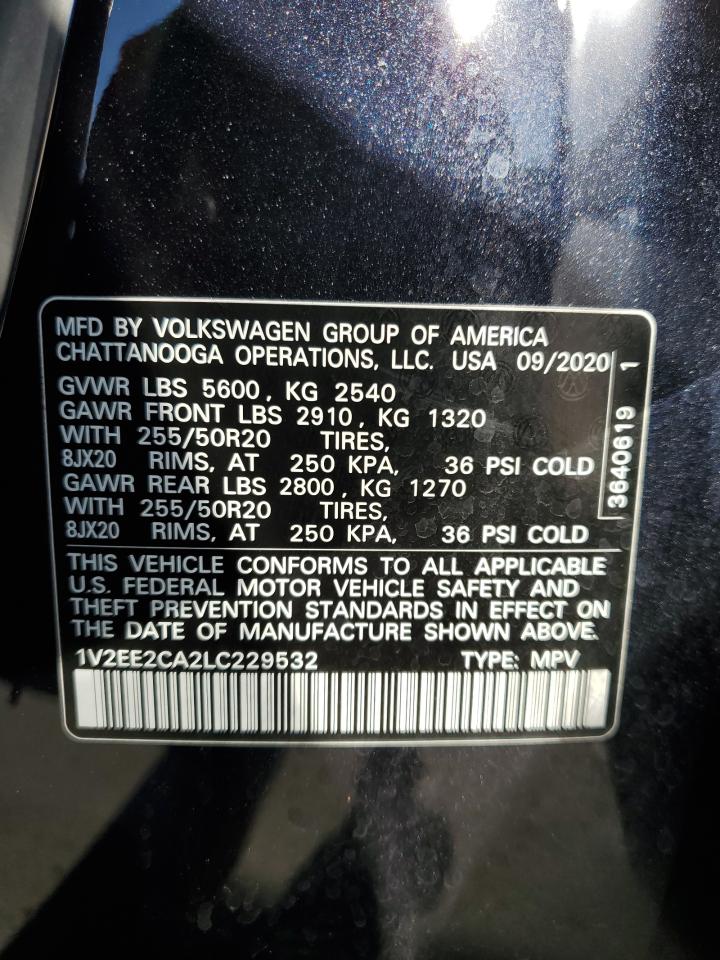 MFD BY VOLKSWAGEN GROUP OF AMERICA
CHATTANOOGA OPERATIONS, LLC. USA 09/2020
GVWR LBS 5600, KG 2540
GAWR FRONT LBS 2910, KG 1320
WITH 255/50R20 TIRES,
8JX20 RIMS, AT 250 KPA, 36 PSI COLD
GAWR REAR LBS 2800, KG 1270
WITH 255/50R20 TIRES,
8JX20 RIMS, AT 250 KPA, 36 PSI COLD
3640619 1
THIS VEHICLE CONFORMS TO ALL APPLICABLE
U.S. FEDERAL MOTOR VEHICLE SAFETY AND
THEFT PREVENTION STANDARDS IN EFFECT ON
THE DATE OF MANUFACTURE SHOWN ABOVE.
1V2EE2CA2LC229532 TYPE: MPV